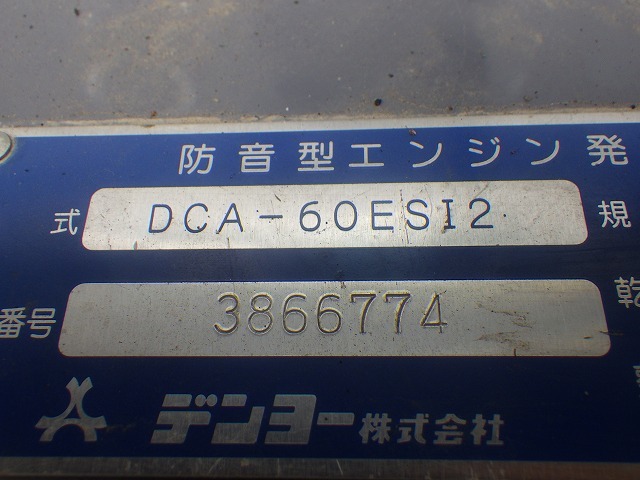 防音型エンジン発
式 DCA-60ESI2 規
番号 3866774 乾
デンヨー株式会社